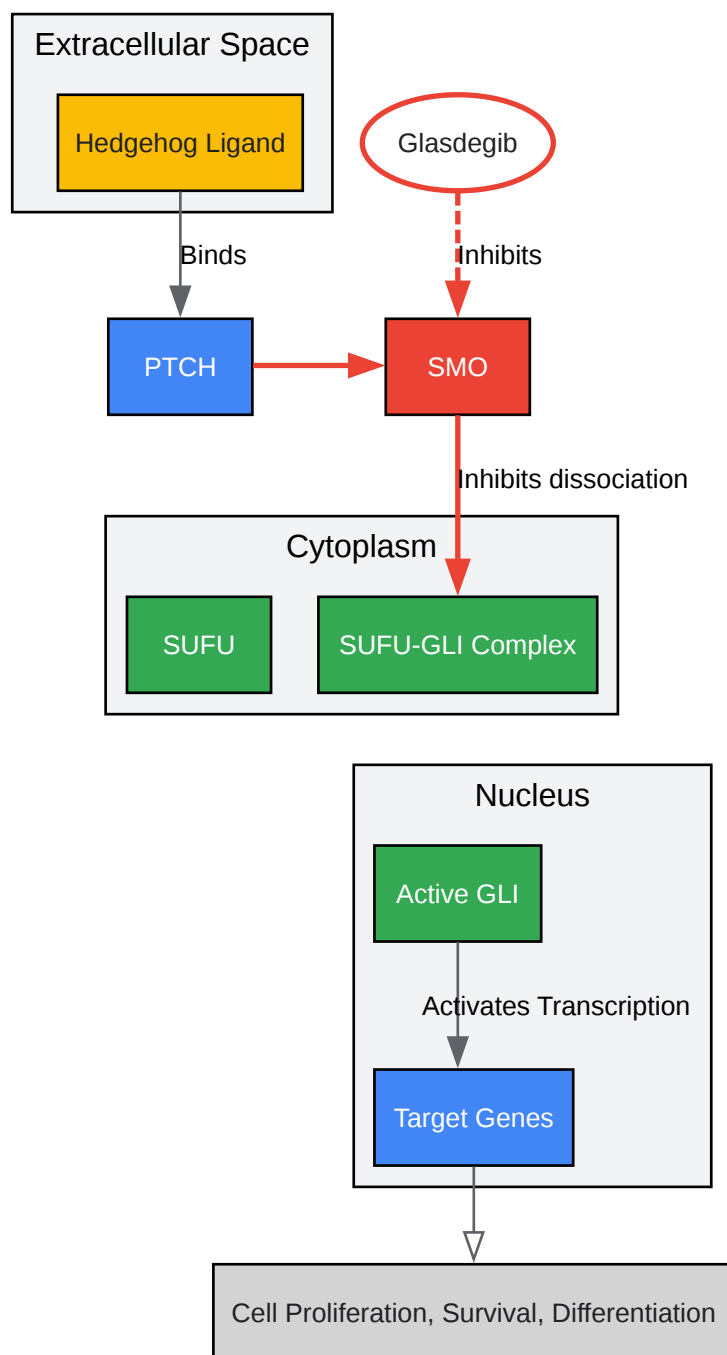 Extracellular Space
Hedgehog Ligand
Glasdegib
Binds
Inhibits
PTCH
SMO
Inhibits dissociation
Cytoplasm
SUFU
SUFU-GLI Complex
Nucleus
Active GLI
Activates Transcription
Target Genes
Cell Proliferation, Survival, Differentiation